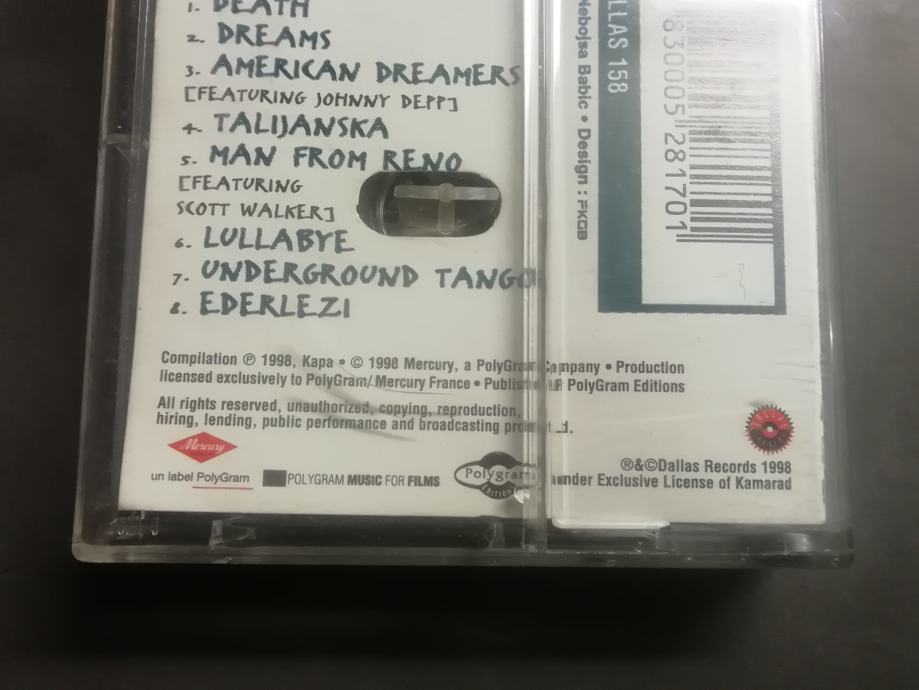 1. DEATH
2. DREAMS
3. AMERICAN DREAMERS
[FEATURING JOHNNY DEPP]
4. TALIJANSKA
5. MAN FROM RENO
[FEATURING
SCOTT WALKER]
6. LULLABYE
7. UNDERGROUND TANGO
8. EDERLEZI
Compilation ℗ 1998, Kapa • © 1998 Mercury, a PolyGram Company • Production
licensed exclusively to PolyGram/Mercury France • PolyGram Editions
All rights reserved, unauthorized, copying, reproduction,
hiring, lending, public performance and broadcasting
Mercury
un label PolyGram
POLYGRAM MUSIC FOR FILMS
PolyGram
EDITIONS
LLAS 158
Nebojsa Babic • Design : FKGB
830005 281701
®&©Dallas Records 1998
under Exclusive License of Kamarad